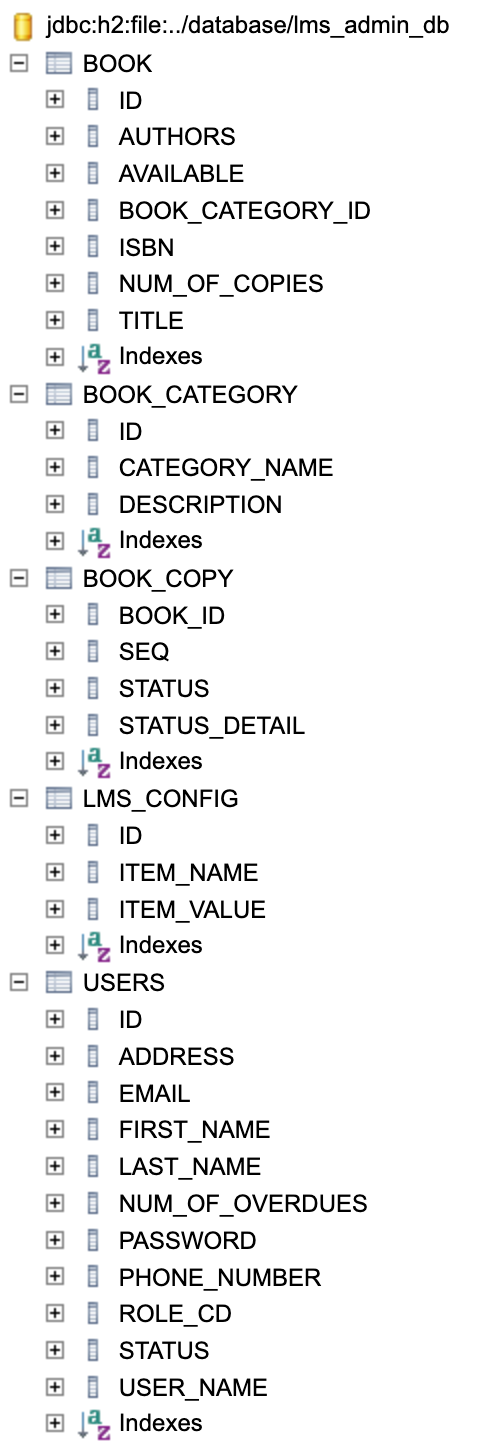 jdbc:h2:file:../database/lms_admin_db
BOOK
ID
AUTHORS
AVAILABLE
BOOK_CATEGORY_ID
ISBN
NUM_OF_COPIES
TITLE
Indexes
BOOK_CATEGORY
ID
CATEGORY_NAME
DESCRIPTION
Indexes
BOOK_COPY
BOOK_ID
SEQ
STATUS
STATUS_DETAIL
Indexes
LMS_CONFIG
ID
ITEM_NAME
ITEM_VALUE
Indexes
USERS
ID
ADDRESS
EMAIL
FIRST_NAME
LAST_NAME
NUM_OF_OVERDUES
PASSWORD
PHONE_NUMBER
ROLE_CD
STATUS
USER_NAME
Indexes